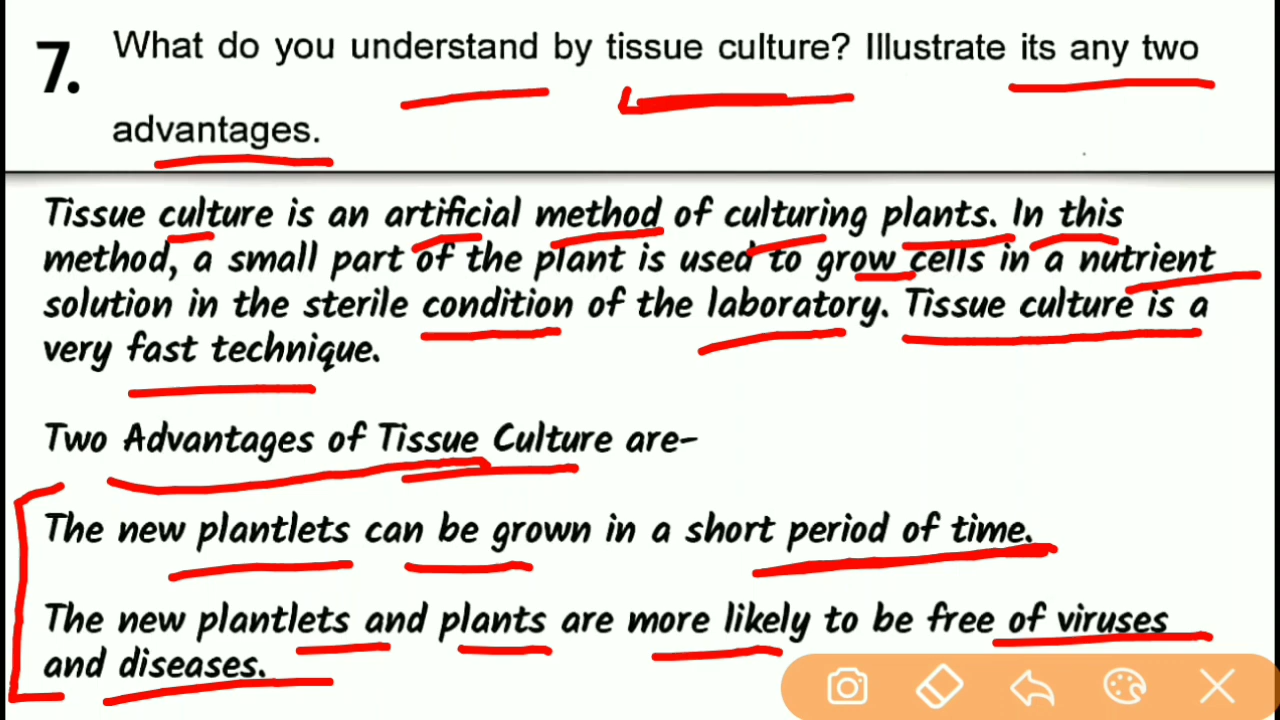 7. What do you understand by tissue culture? Illustrate its any two
advantages.
Tissue culture is an artificial method of culturing plants. In this
method, a small part of the plant is used to grow cells in a nutrient
solution in the sterile condition of the laboratory. Tissue culture is a
very fast technique.
Two Advantages of Tissue Culture are-
The new plantlets can be grown in a short period of time.
The new plantlets and plants are more likely to be free of viruses
and diseases.